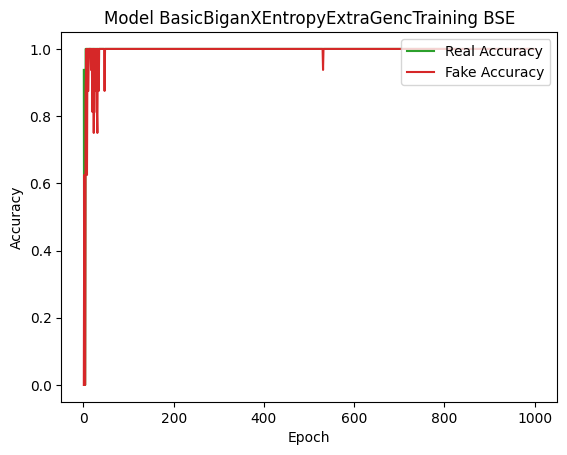 Model BasicBiganXEntropyExtraGencTraining BSE
Real Accuracy
Fake Accuracy
Accuracy
1.0
0.8
0.6
0.4
0.2
0.0
0 200 400 600 800 1000
Epoch